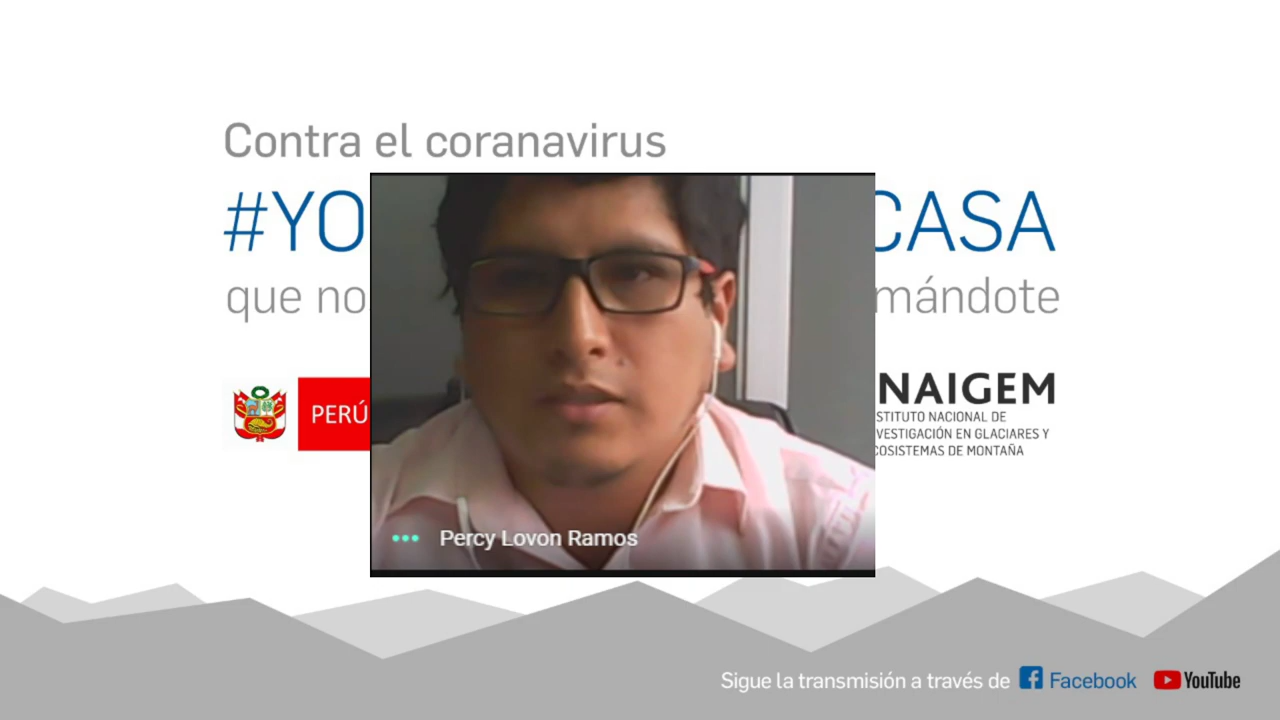 Contra el coranavirus
#YO CASA
que no mándote
PERÚ
NAIGEM
STITUTO NACIONAL DE
VESTIGACIÓN EN GLACIARES Y
COSISTEMAS DE MONTAÑA
Percy Lovon Ramos
Sigue la transmisión a través de Facebook YouTube